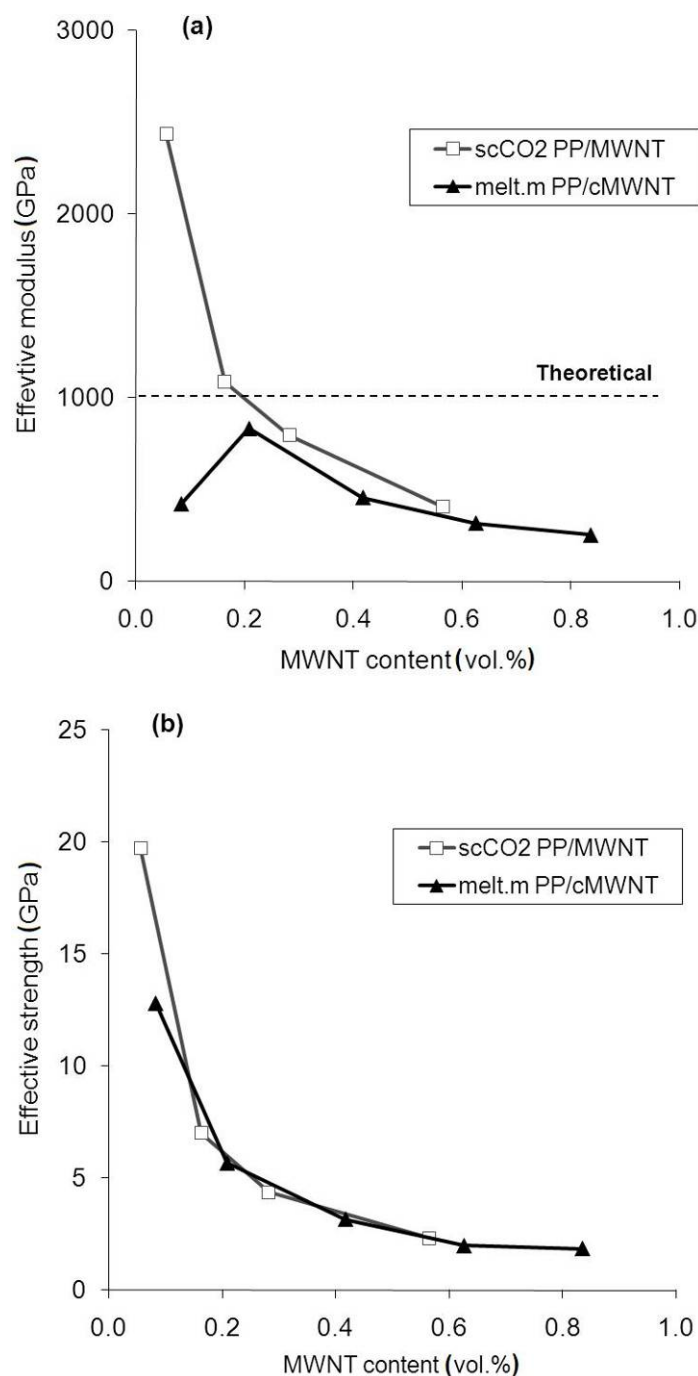 (a)
3000
2000
1000
0
Effevtive modulus (GPa)
scCO2 PP/MWNT
melt.m PP/cMWNT
Theoretical
0.0 0.2 0.4 0.6 0.8 1.0
MWNT content (vol.%)
(b)
25
20
15
10
5
0
Effective strength (GPa)
scCO2 PP/MWNT
melt.m PP/cMWNT
0.0 0.2 0.4 0.6 0.8 1.0
MWNT content (vol.%)